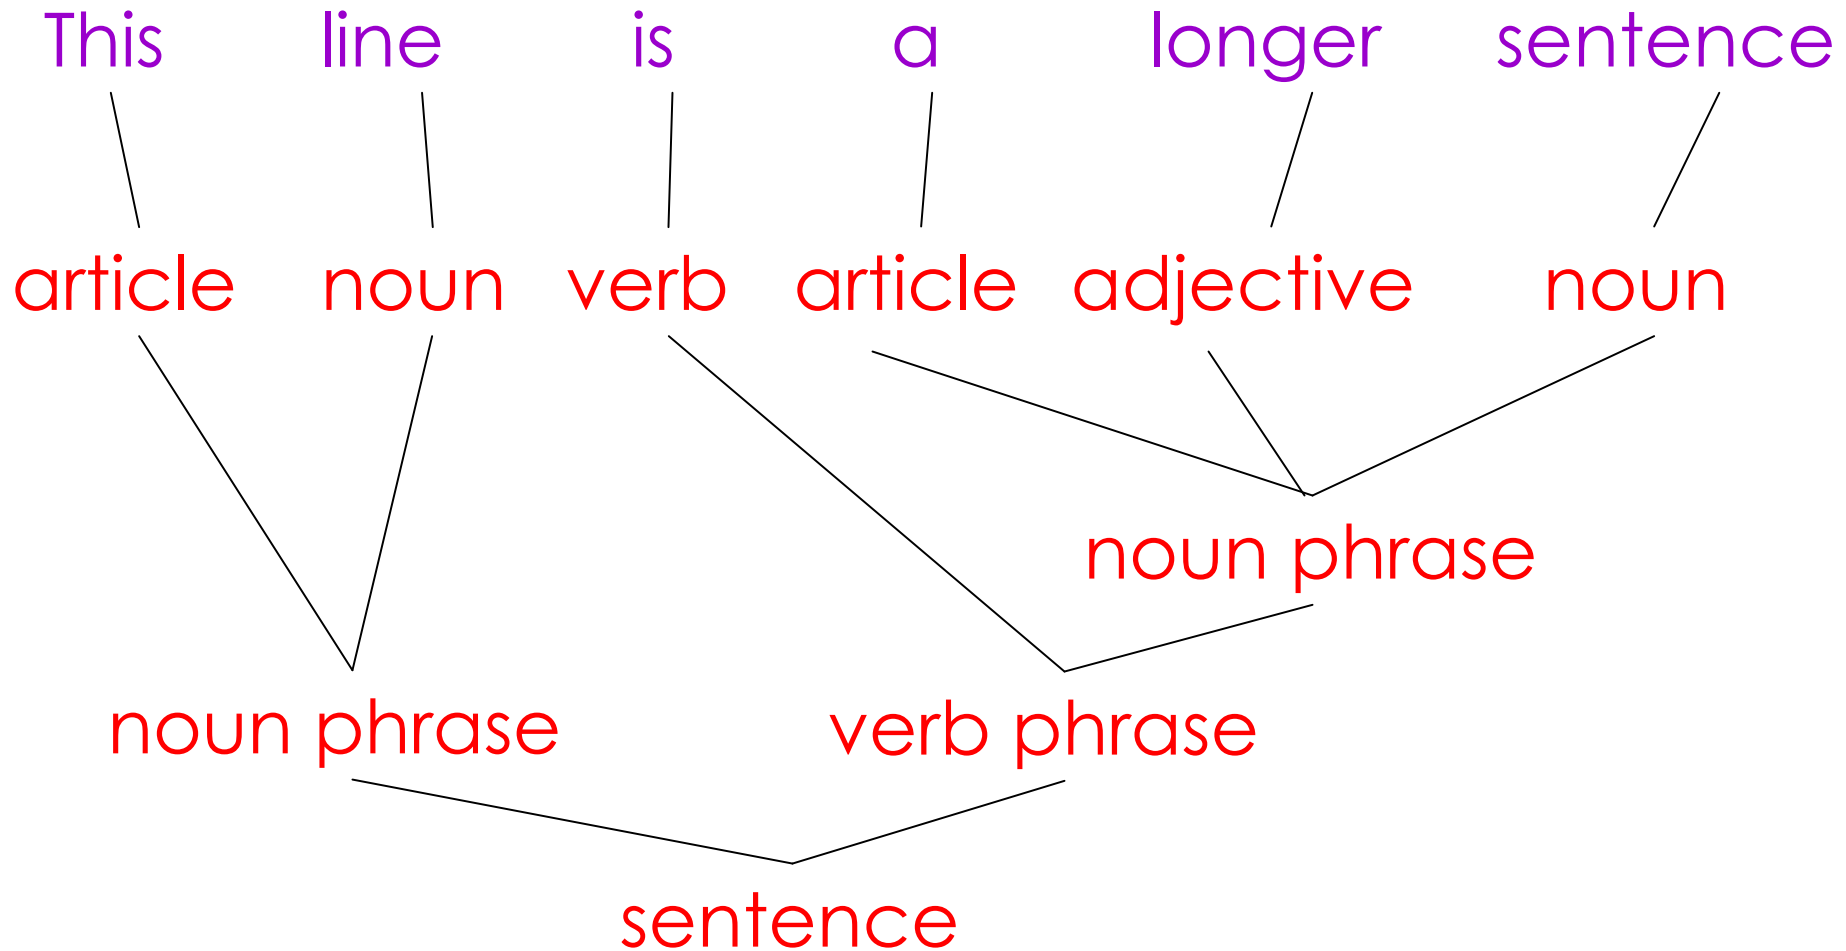 This line is a longer sentence
article noun verb article adjective noun
noun phrase
noun phrase verb phrase
sentence